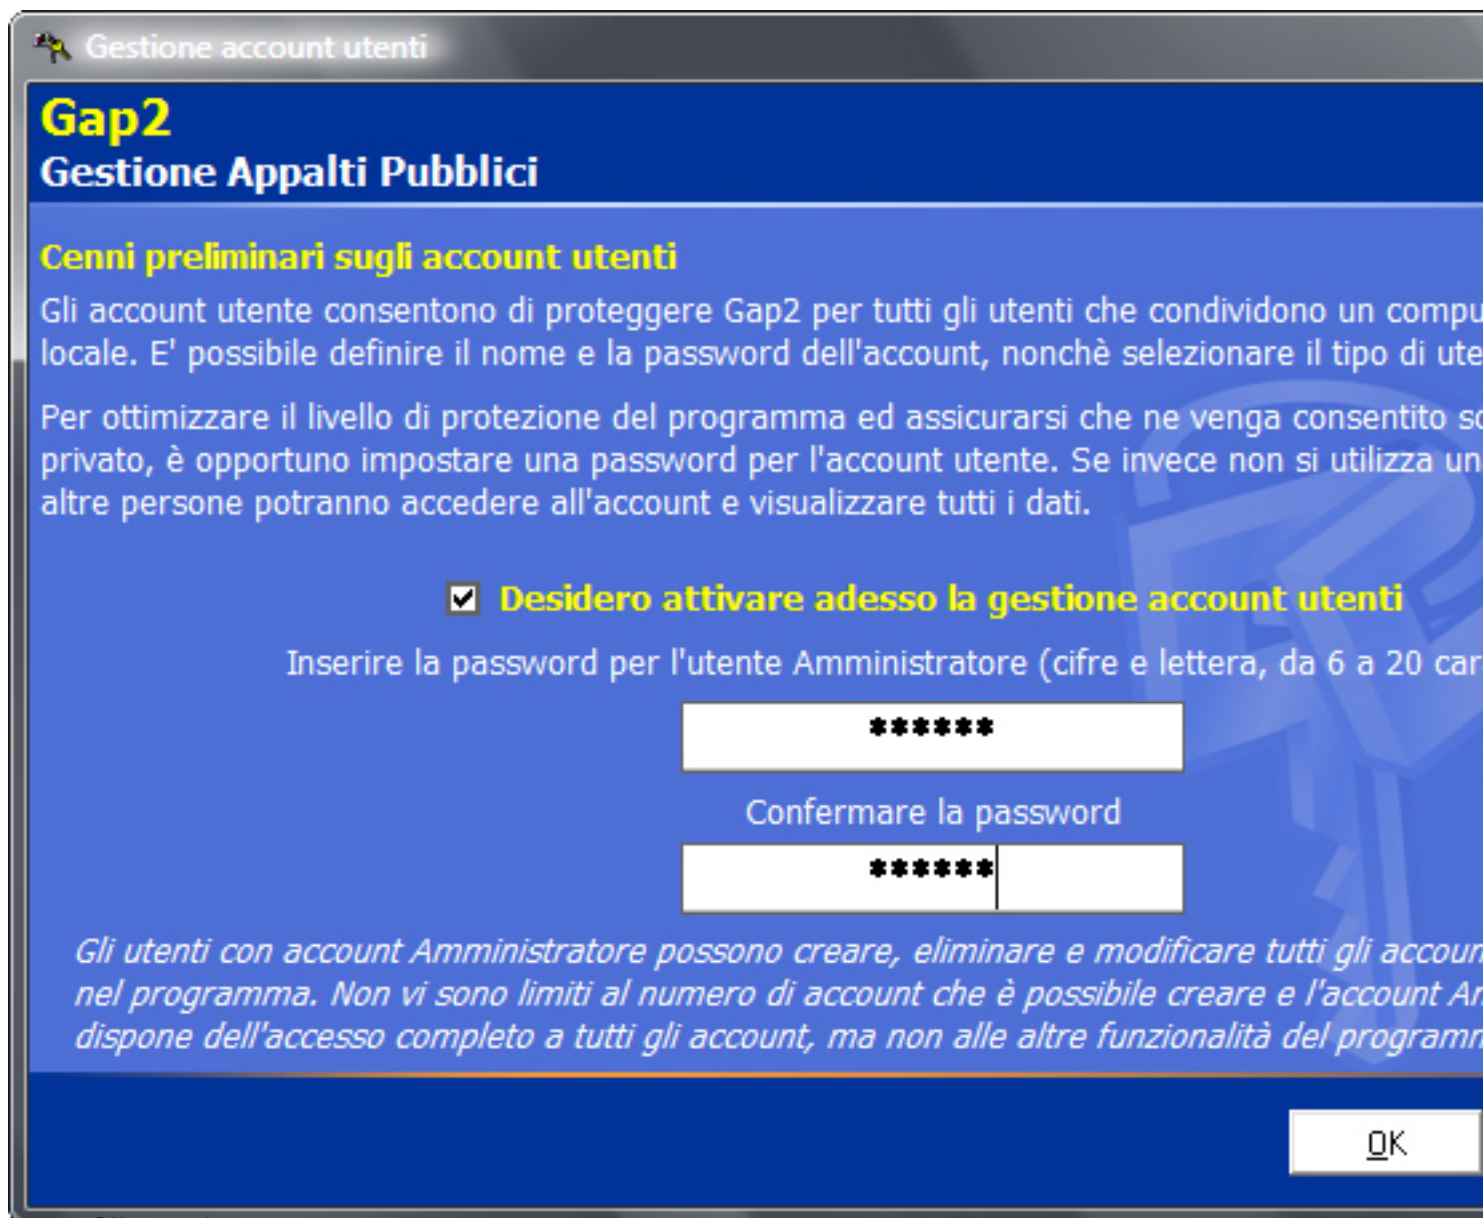 Gestione account utenti
Gap2
Gestione Appalti Pubblici
Cenni preliminari sugli account utenti
Gli account utente consentono di proteggere Gap2 per tutti gli utenti che condividono un compu
locale. E' possibile definire il nome e la password dell'account, nonchè selezionare il tipo di ute
Per ottimizzare il livello di protezione del programma ed assicurarsi che ne venga consentito so
privato, è opportuno impostare una password per l'account utente. Se invece non si utilizza un
altre persone potranno accedere all'account e visualizzare tutti i dati.
Desidero attivare adesso la gestione account utenti
Inserire la password per l'utente Amministratore (cifre e lettera, da 6 a 20 car
******
Confermare la password
******
Gli utenti con account Amministratore possono creare, eliminare e modificare tutti gli accoun
nel programma. Non vi sono limiti al numero di account che è possibile creare e l'account Am
dispone dell'accesso completo a tutti gli account, ma non alle altre funzionalità del programm
OK